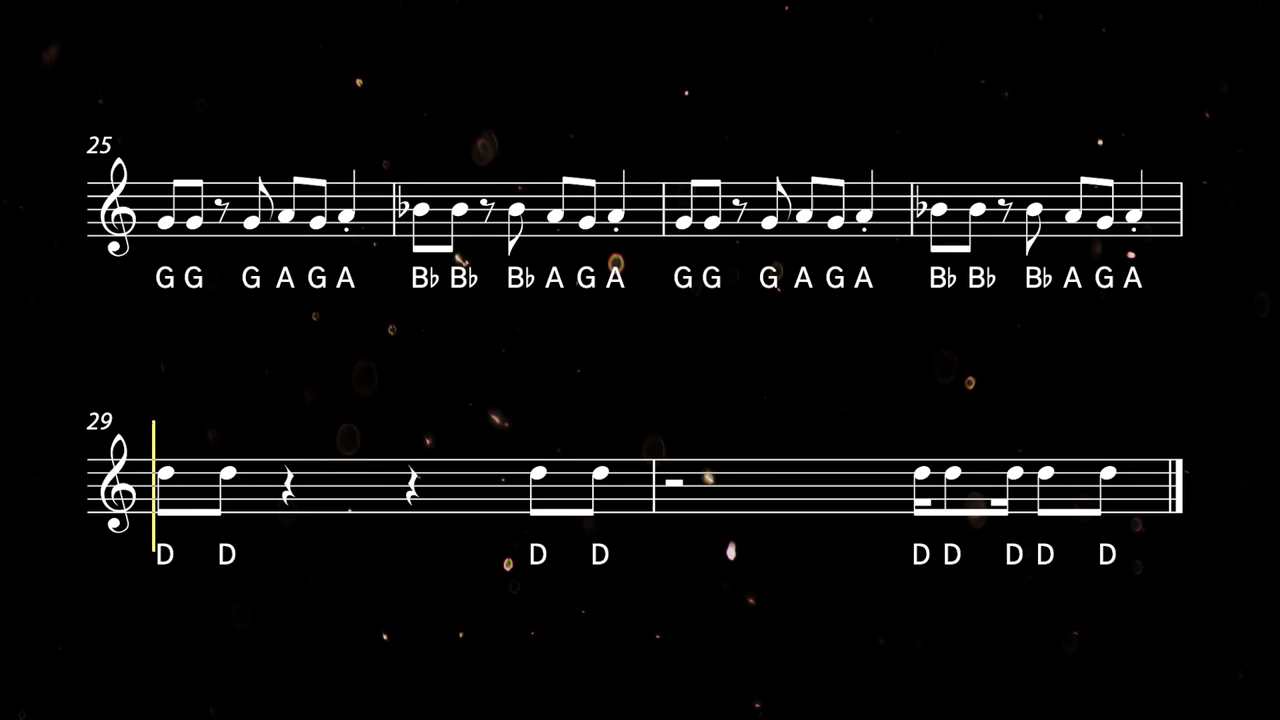 25
G G G A G A B♭ B♭ B♭ A G A G G G A G A B♭ B♭ B♭ A G A
29
D D D D D D D D D